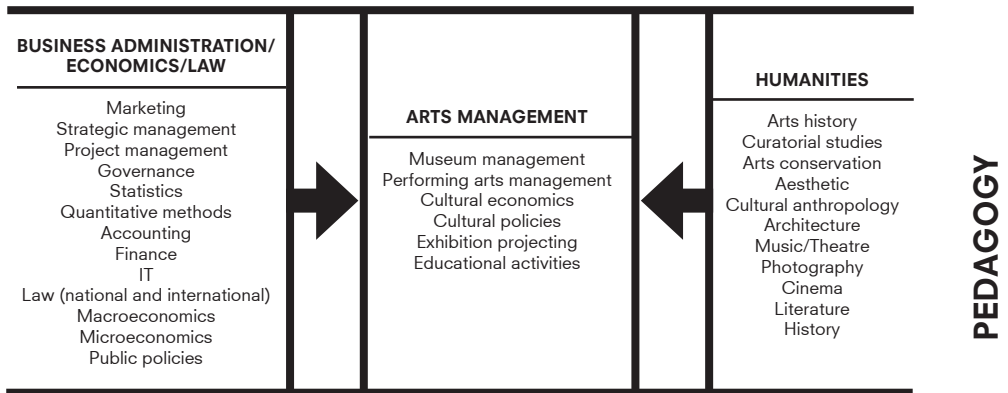 BUSINESS ADMINISTRATION/
ECONOMICS/LAW
Marketing
Strategic management
Project management
Governance
Statistics
Quantitative methods
Accounting
Finance
IT
Law (national and international)
Macroeconomics
Microeconomics
Public policies
ARTS MANAGEMENT
Museum management
Performing arts management
Cultural economics
Cultural policies
Exhibition projecting
Educational activities
HUMANITIES
Arts history
Curatorial studies
Arts conservation
Aesthetic
Cultural anthropology
Architecture
Music/Theatre
Photography
Cinema
Literature
History
PEDAGOGY